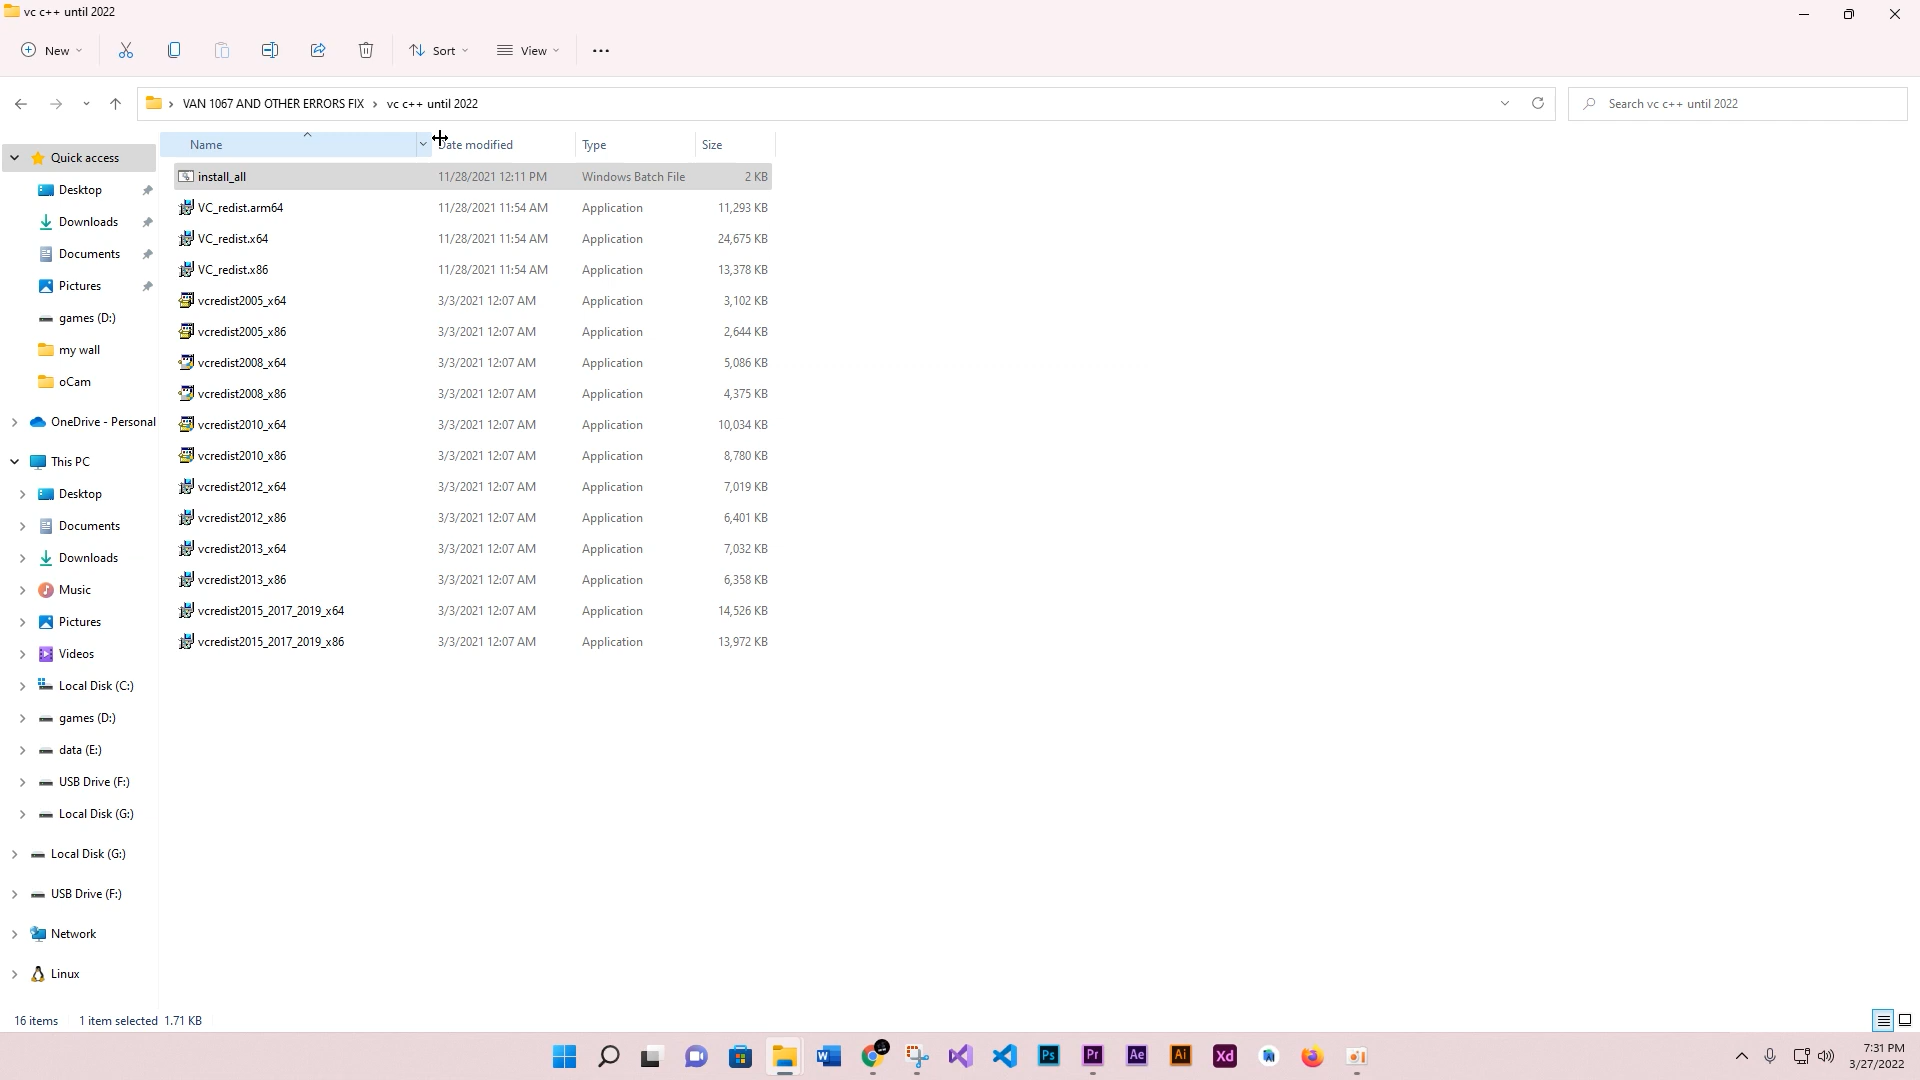 vc c++ until 2022
New
Sort
View
VAN 1067 AND OTHER ERRORS FIX > vc c++ until 2022
Search vc c++ until 2022
Name Date modified Type Size
install_all 11/28/2021 12:11 PM Windows Batch File 2 KB
VC_redist.arm64 11/28/2021 11:54 AM Application 11,293 KB
VC_redist.x64 11/28/2021 11:54 AM Application 24,675 KB
VC_redist.x86 11/28/2021 11:54 AM Application 13,378 KB
vcredist2005_x64 3/3/2021 12:07 AM Application 3,102 KB
vcredist2005_x86 3/3/2021 12:07 AM Application 2,644 KB
vcredist2008_x64 3/3/2021 12:07 AM Application 5,086 KB
vcredist2008_x86 3/3/2021 12:07 AM Application 4,375 KB
vcredist2010_x64 3/3/2021 12:07 AM Application 10,034 KB
vcredist2010_x86 3/3/2021 12:07 AM Application 8,780 KB
vcredist2012_x64 3/3/2021 12:07 AM Application 7,019 KB
vcredist2012_x86 3/3/2021 12:07 AM Application 6,401 KB
vcredist2013_x64 3/3/2021 12:07 AM Application 7,032 KB
vcredist2013_x86 3/3/2021 12:07 AM Application 6,358 KB
vcredist2015_2017_2019_x64 3/3/2021 12:07 AM Application 14,526 KB
vcredist2015_2017_2019_x86 3/3/2021 12:07 AM Application 13,972 KB
Quick access
Desktop
Downloads
Documents
Pictures
games (D:)
my wall
oCam
OneDrive - Personal
This PC
Desktop
Documents
Downloads
Music
Pictures
Videos
Local Disk (C:)
games (D:)
data (E:)
USB Drive (F:)
Local Disk (G:)
Local Disk (G:)
USB Drive (F:)
Network
Linux
16 items 1 item selected 1.71 KB
W
Ps
Pr
Ae
Ai
Xd
7:31 PM
3/27/2022